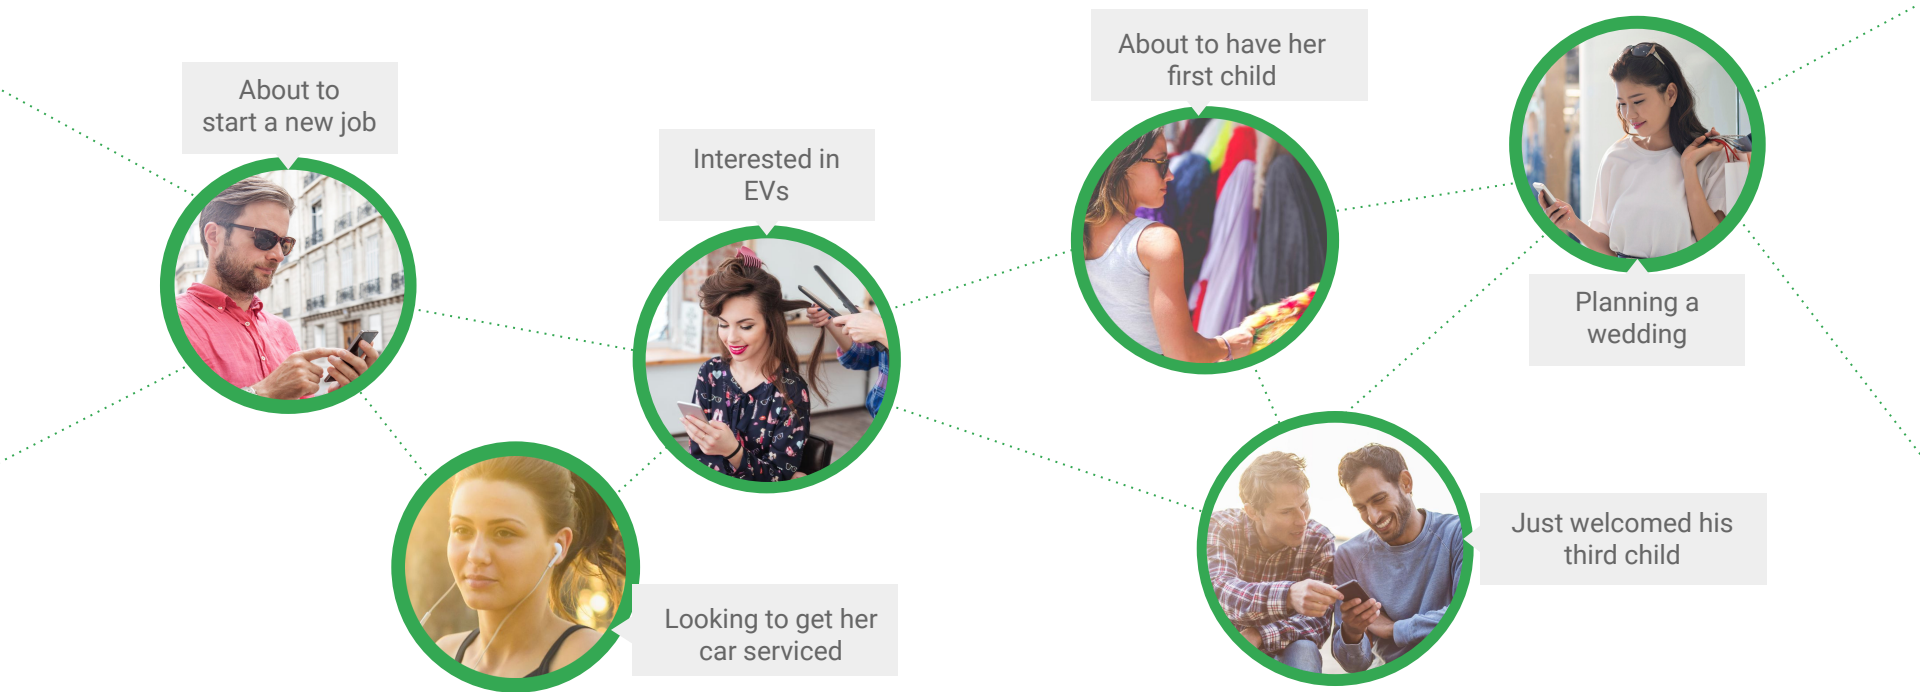 About to
start a new job
Interested in
EVs
About to have her
first child
Planning a
wedding
Looking to get her
car serviced
Just welcomed his
third child